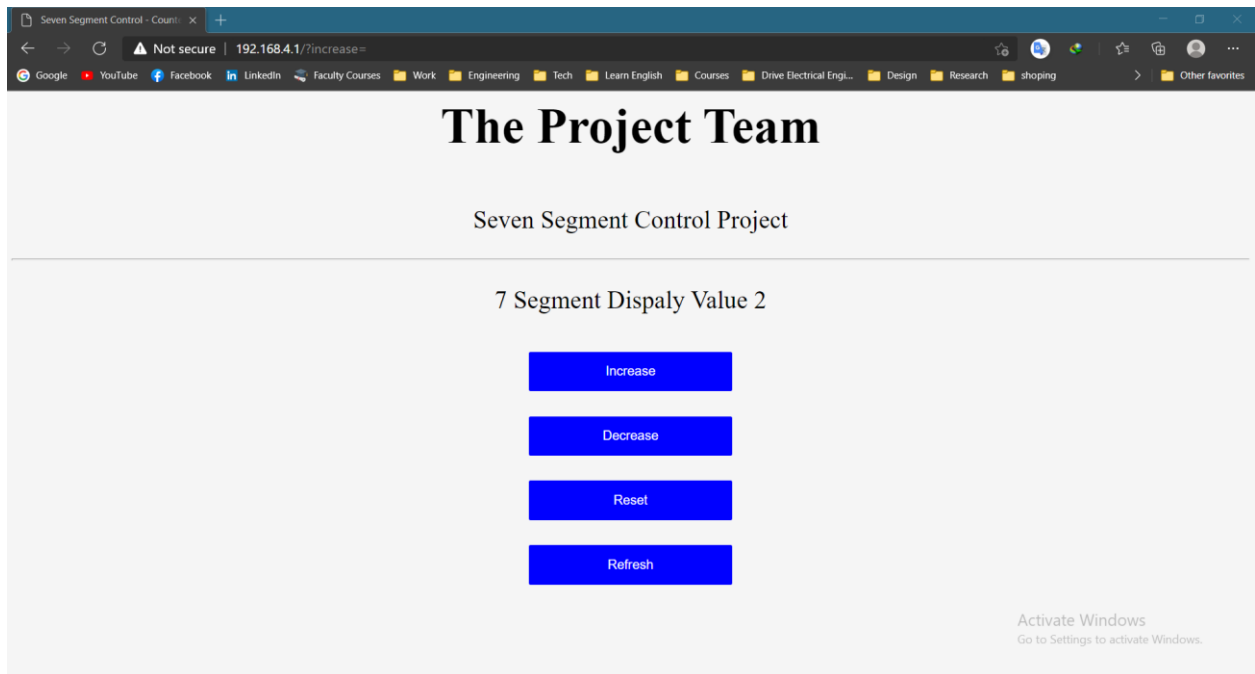 Seven Segment Control - Counte
Not secure | 192.168.4.1/?increase=
Google YouTube Facebook LinkedIn Faculty Courses Work Engineering Tech Learn English Courses Drive Electrical Engi... Design Research shoping Other favorites
The Project Team
Seven Segment Control Project
7 Segment Dispaly Value 2
Increase
Decrease
Reset
Refresh
Activate Windows
Go to Settings to activate Windows.